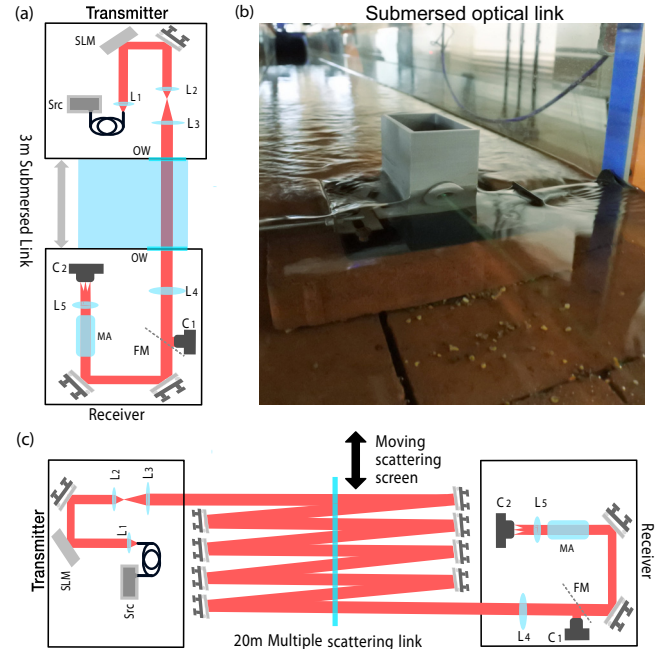 (a)
Transmitter
SLM
Src
L1
L2
L3
OW
3m Submersed Link
OW
C2
L5
MA
L4
C1
FM
Receiver
(b)
Submersed optical link
(c)
Moving
scattering
screen
Transmitter
L2
L3
L1
SLM
Src
20m Multiple scattering link
C2
L5
MA
FM
L4
C1
Receiver